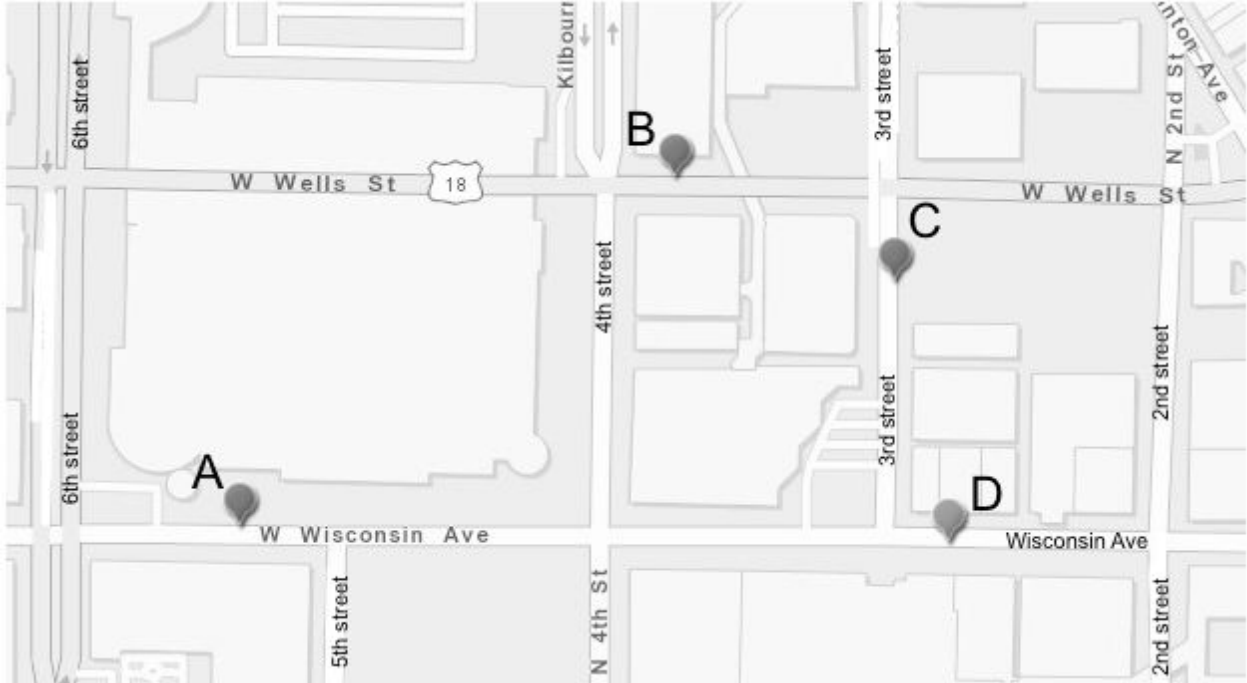 Kilbourn
inton Ave
6th street
3rd street
N 2nd St
B
W Wells St
18
W Wells St
C
4th street
2nd street
3rd street
6th street
A
D
W Wisconsin Ave
Wisconsin Ave
5th street
N 4th St
2nd street